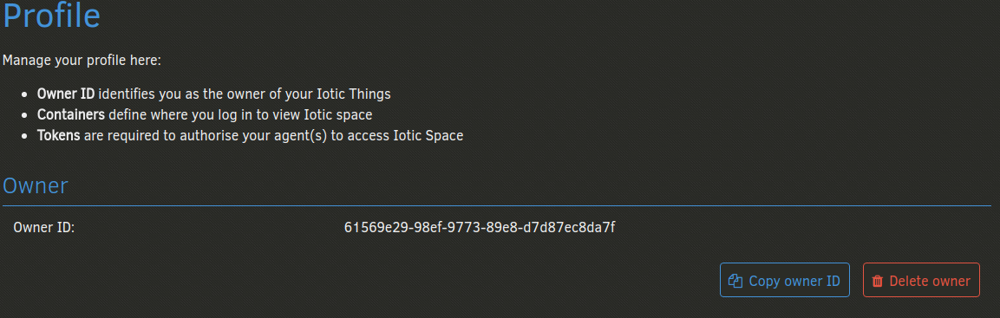 Profile
Manage your profile here:
Owner ID identifies you as the owner of your Iotic Things
Containers define where you log in to view Iotic space
Tokens are required to authorise your agent(s) to access Iotic Space
Owner
Owner ID: 61569e29-98ef-9773-89e8-d7d87ec8da7f
Copy owner ID Delete owner